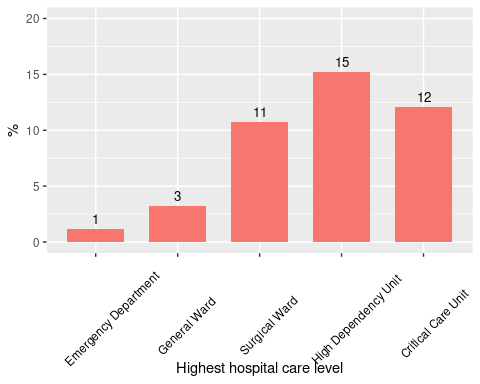 20
15
10
5
0
%
1
3
11
15
12
Emergency Department
General Ward
Surgical Ward
High Dependency Unit
Critical Care Unit
Highest hospital care level